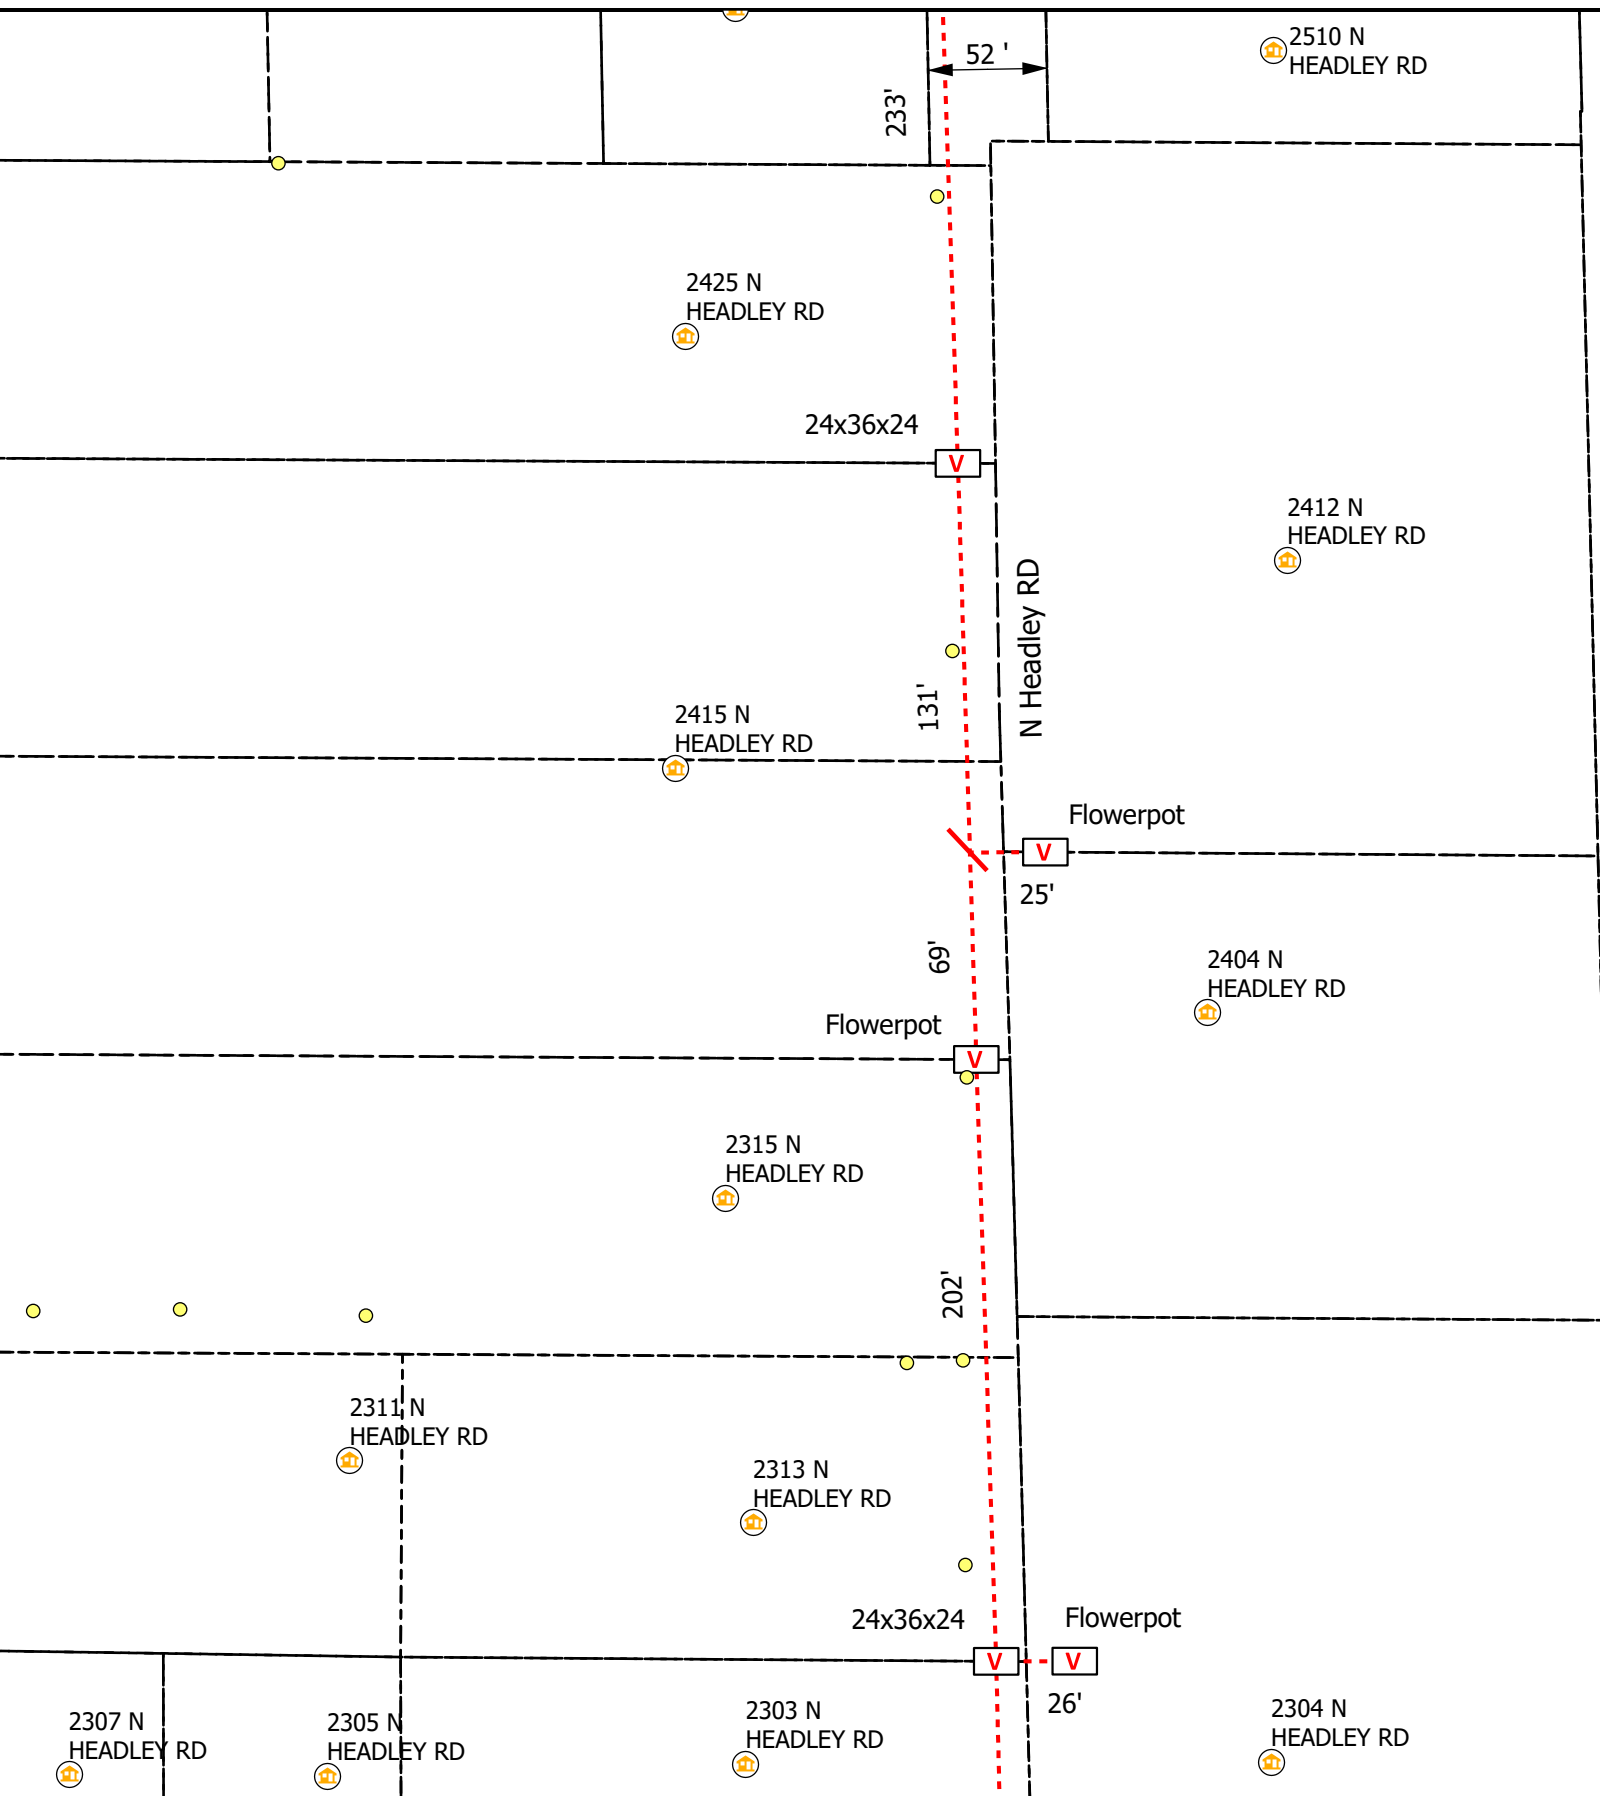 52 '
2510 N
HEADLEY RD
233'
2425 N
HEADLEY RD
24x36x24
V
2412 N
HEADLEY RD
N Headley RD
131'
2415 N
HEADLEY RD
Flowerpot
V
25'
69'
2404 N
HEADLEY RD
Flowerpot
V
2315 N
HEADLEY RD
202'
2311 N
HEADLEY RD
2313 N
HEADLEY RD
24x36x24
Flowerpot
V
V
26'
2307 N
HEADLEY RD
2305 N
HEADLEY RD
2303 N
HEADLEY RD
2304 N
HEADLEY RD